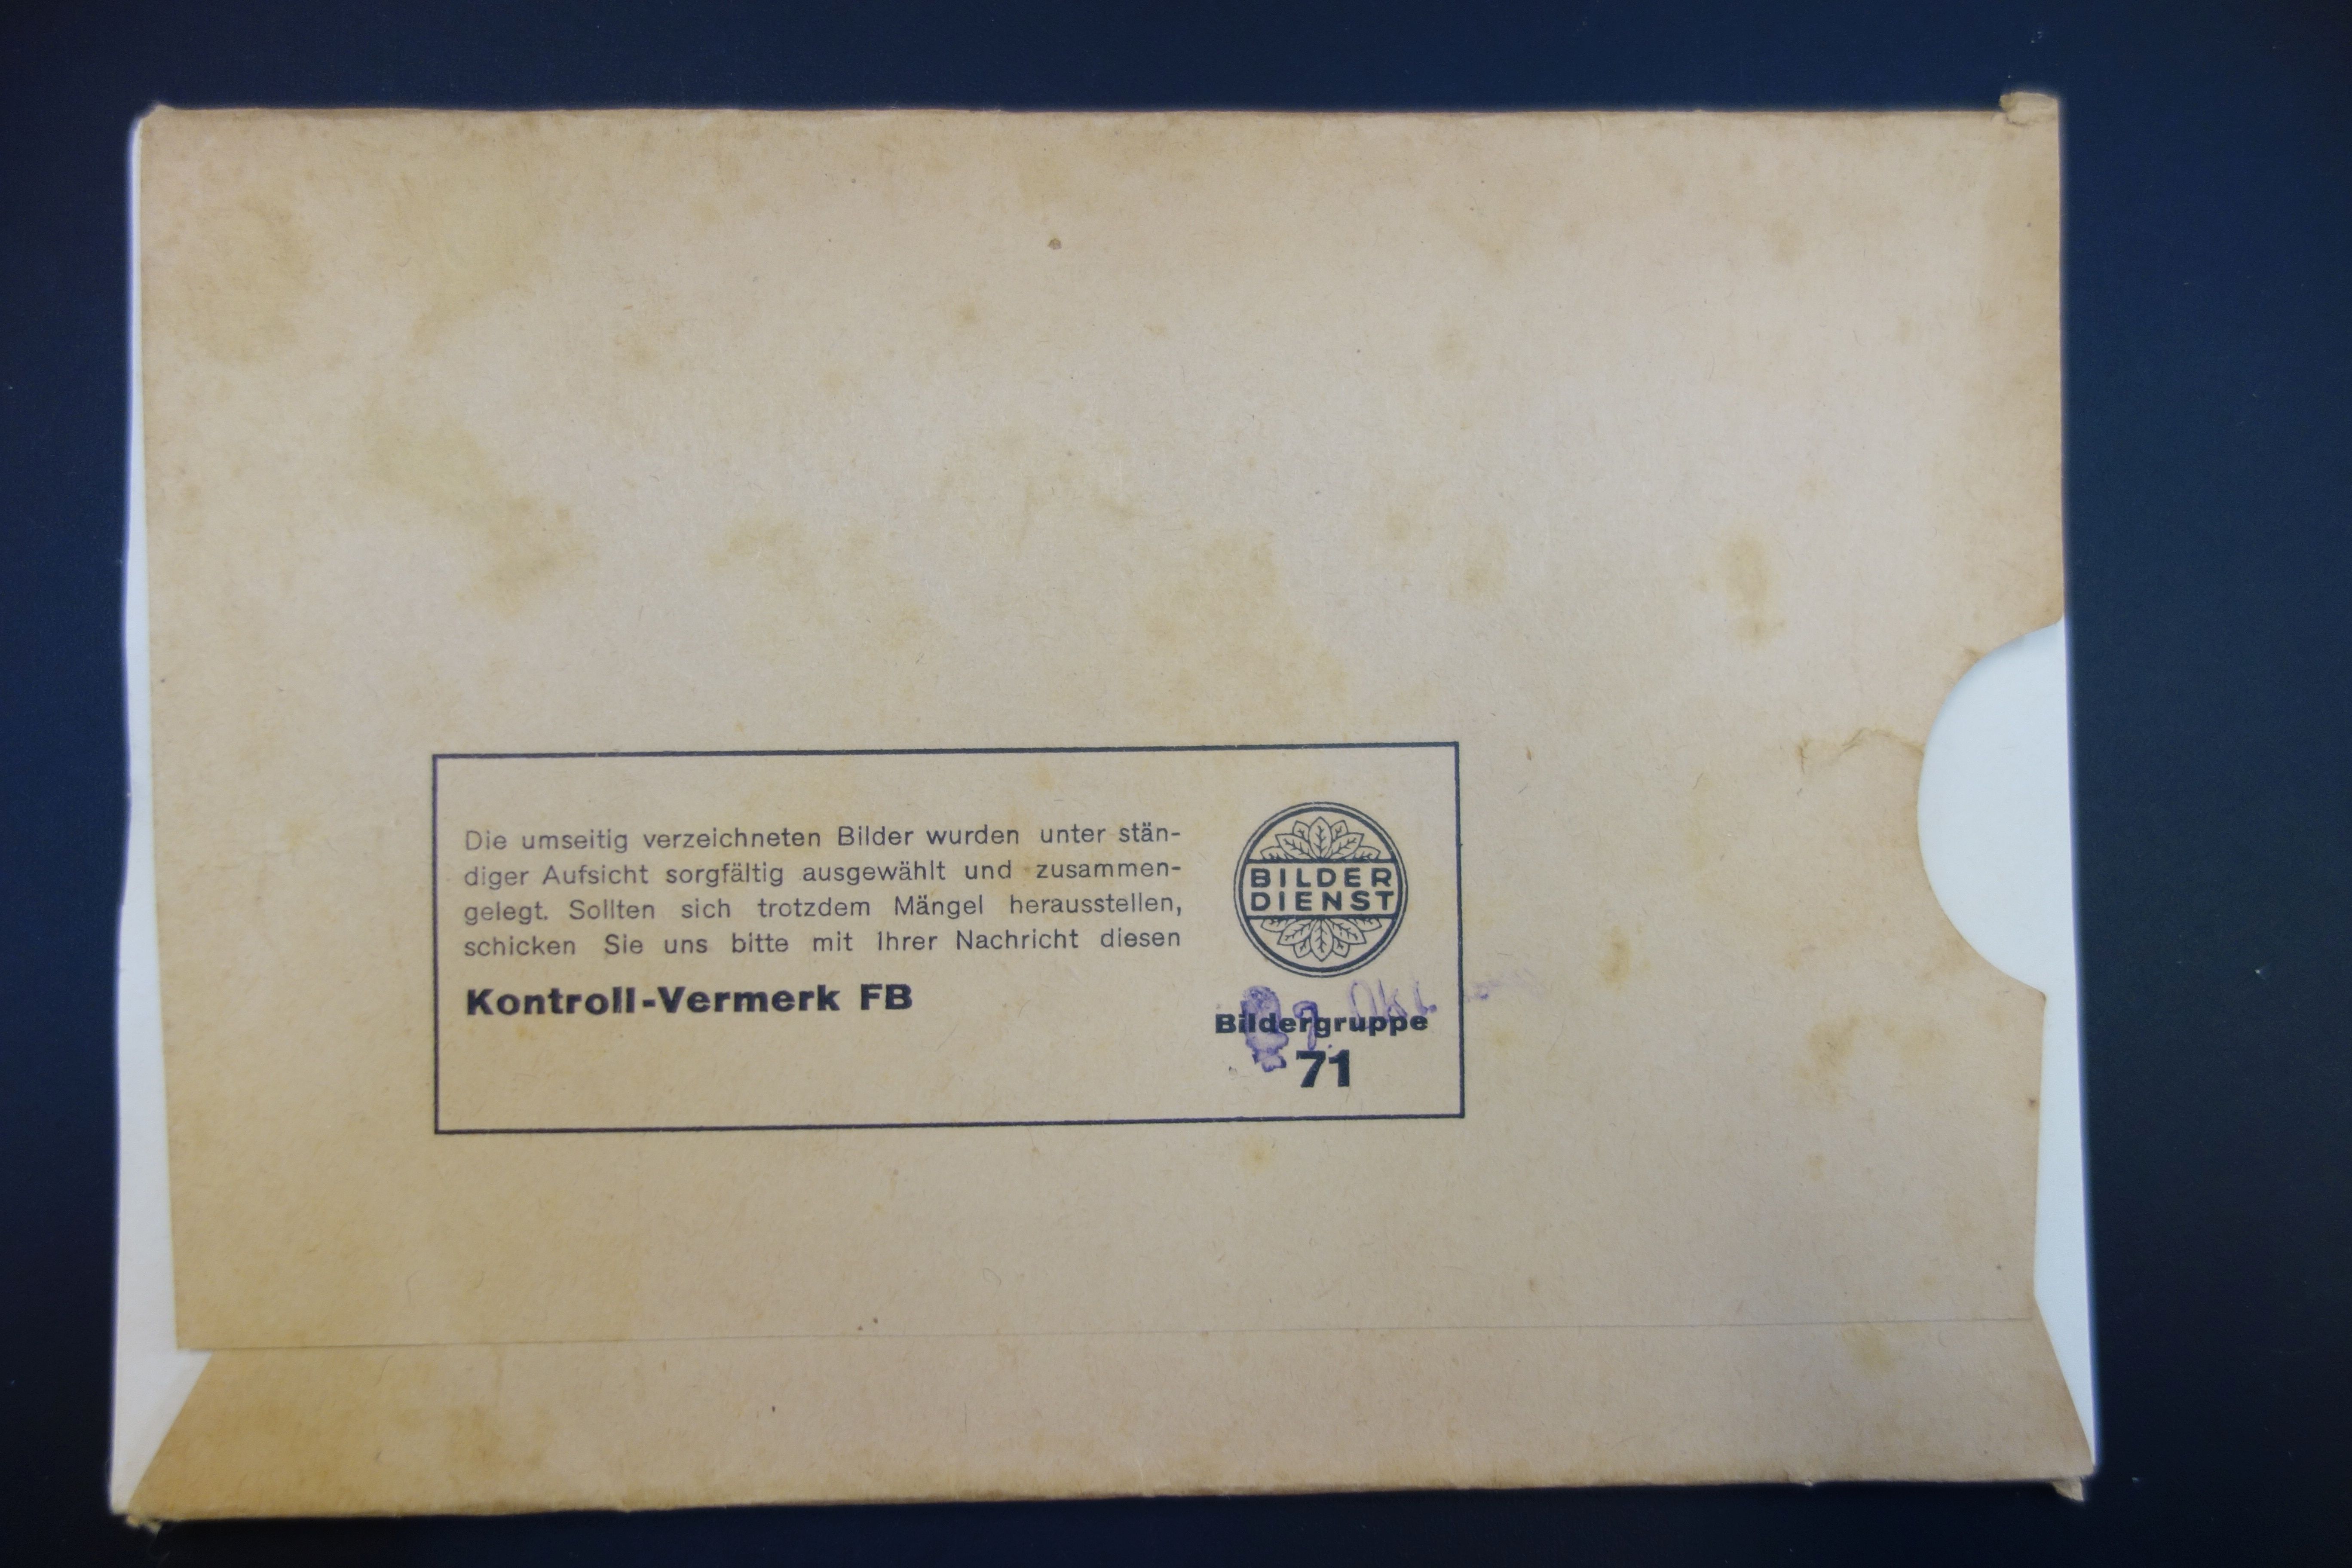 Die umseitig verzeichneten Bilder wurden unter stän-
diger Aufsicht sorgfältig ausgewählt und zusammen-
gelegt. Sollten sich trotzdem Mängel herausstellen,
schicken Sie uns bitte mit Ihrer Nachricht diesen
Kontroll-Vermerk FB
BILDER
DIENST
Okt.
Bildergruppe
71